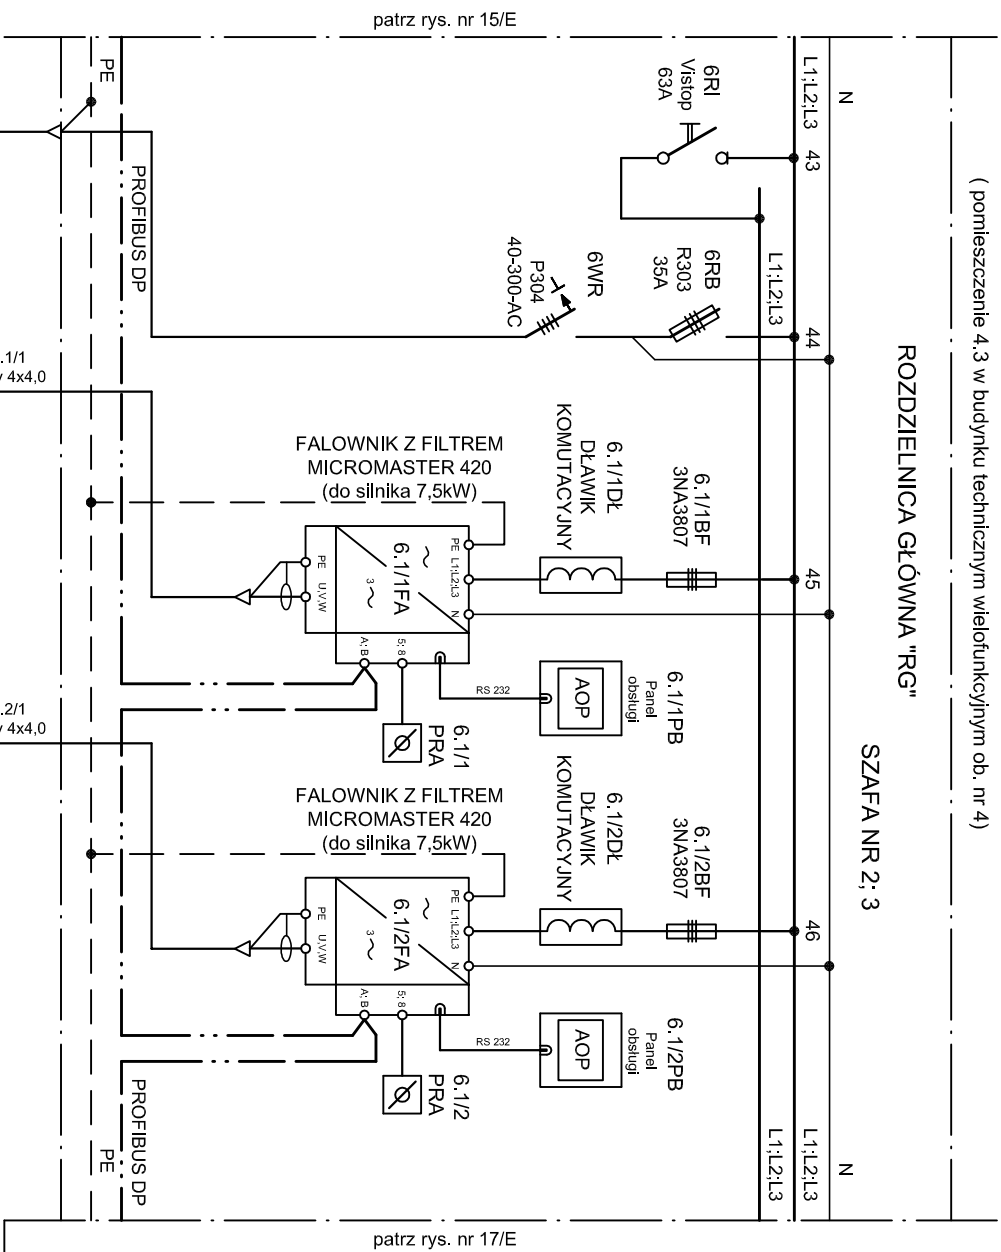 patrz rys. nr 15/E
( pomieszczenie 4.3 w budynku technicznym wielofunkcyjnym ob. nr 4)
ROZDZIELNICA GŁÓWNA "RG"
SZAFA NR 2; 3
N
L1;L2;L3
43
44
45
46
N
L1;L2;L3
L1;L2;L3
L1;L2;L3
6RI
Vistop
63A
6RB
R303
35A
6WR
P304
40-300-AC
PE
PROFIBUS DP
.1/1
y 4x4,0
FALOWNIK Z FILTREM
MICROMASTER 420
(do silnika 7,5kW)
6.1/1BF
3NA3807
6.1/1DŁ
DŁAWIK
KOMUTACYJNY
PE
L1;L2;L3
N
6.1/1FA
3
PE
U,V,W
A; B
5; 8
RS 232
6.1/1PB
Panel
obsługi
AOP
6.1/1
PRA
.2/1
y 4x4,0
FALOWNIK Z FILTREM
MICROMASTER 420
(do silnika 7,5kW)
6.1/2BF
3NA3807
6.1/2DŁ
DŁAWIK
KOMUTACYJNY
PE
L1;L2;L3
N
6.1/2FA
3
PE
U,V,W
A; B
5; 8
RS 232
6.1/2PB
Panel
obsługi
AOP
6.1/2
PRA
PROFIBUS DP
PE
patrz rys. nr 17/E